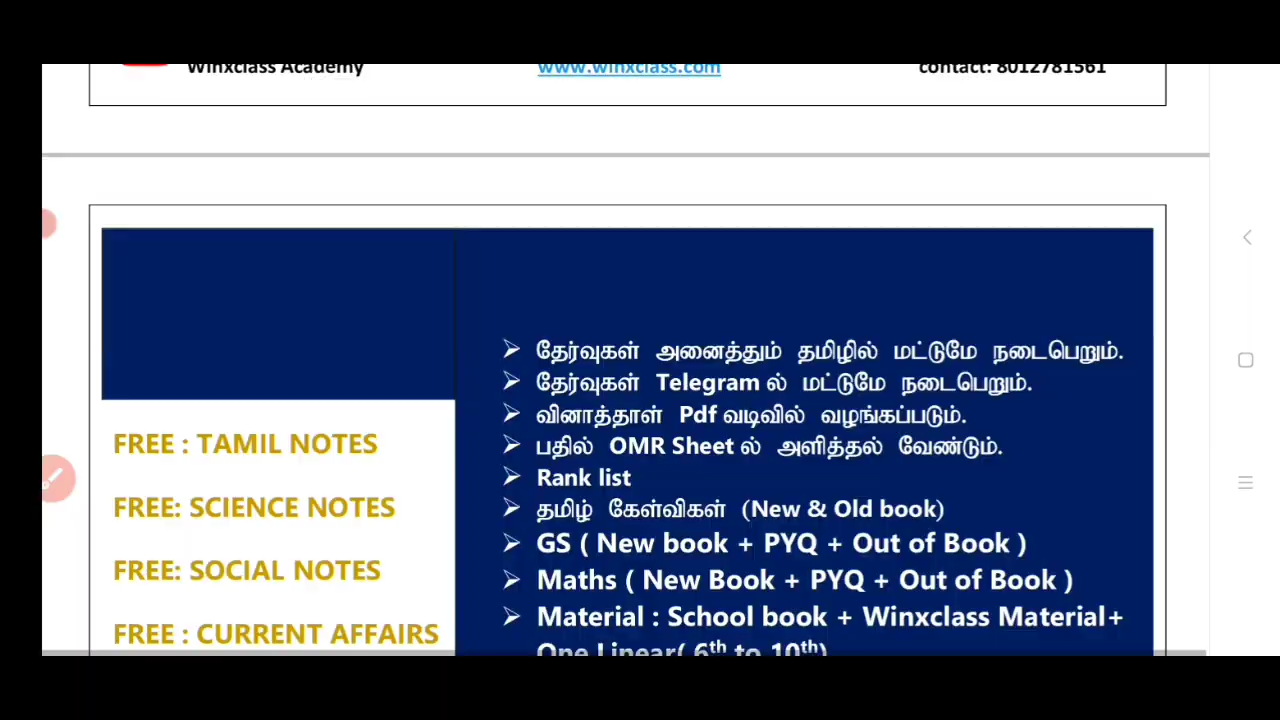 Winxclass Academy www.winxclass.com contact: 8012781561
தேர்வுகள் அனைத்தும் தமிழில் மட்டுமே நடைபெறும்.
தேர்வுகள் Telegram ல் மட்டுமே நடைபெறும்.
வினாத்தாள் Pdf வடிவில் வழங்கப்படும்.
பதில் OMR Sheet ல் அளித்தல் வேண்டும்.
Rank list
தமிழ் கேள்விகள் (New & Old book)
GS ( New book + PYQ + Out of Book )
Maths ( New Book + PYQ + Out of Book )
Material : School book + Winxclass Material+
One Linear( 6th to 10th)
FREE : TAMIL NOTES
FREE: SCIENCE NOTES
FREE: SOCIAL NOTES
FREE : CURRENT AFFAIRS